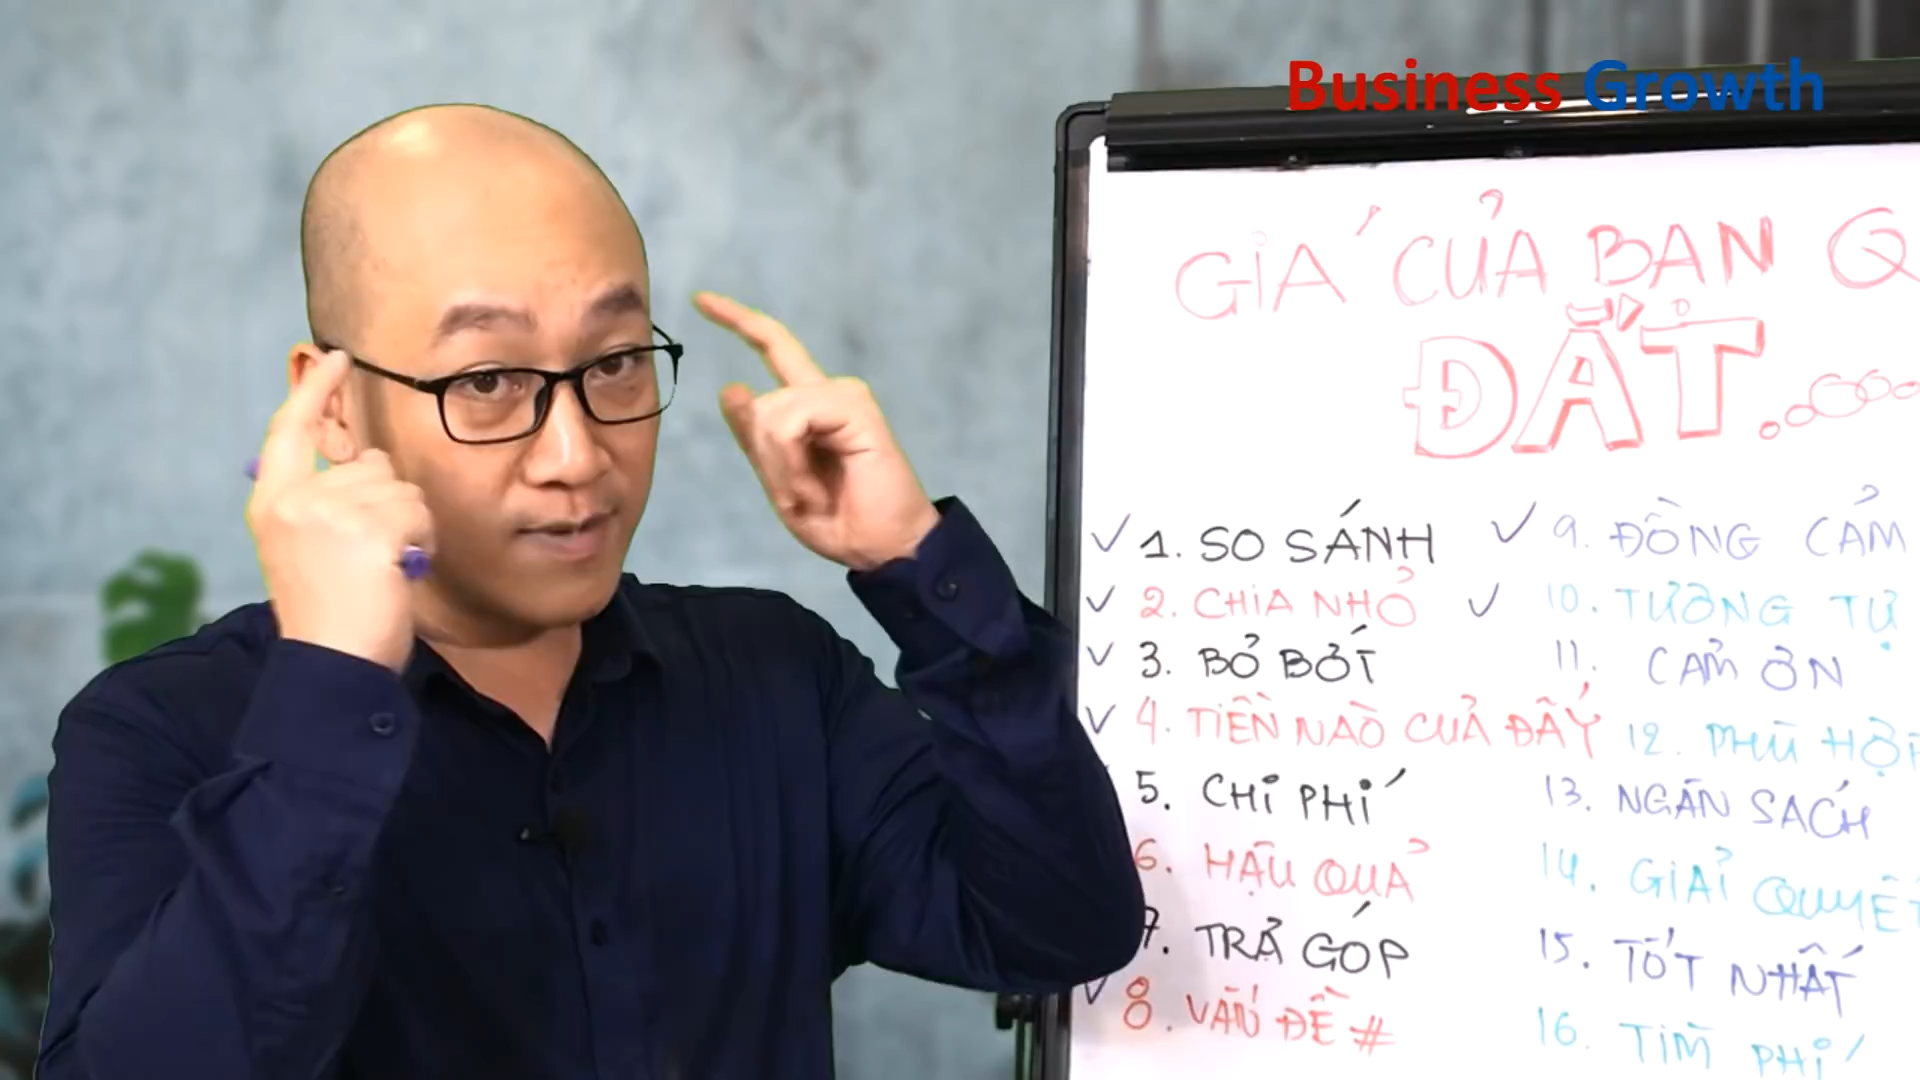 Business Growth
GIÁ CỦA BẠN Q
ĐẮT...
1. SO SÁNH
2. CHIA NHỎ
3. BỎ BỚT
4. TIỀN NÀO CỦA ĐẤY
5. CHI PHÍ
6. HẬU QUẢ
7. TRẢ GÓP
8. VẤN ĐỀ #
9. ĐỒNG CẢM
10. TƯƠNG TỰ
11. CẢM ƠN
12. PHÙ HỢP
13. NGÂN SÁCH
14. GIẢI QUYẾT
15. TỐT NHẤT
16. TÌM PHÍ